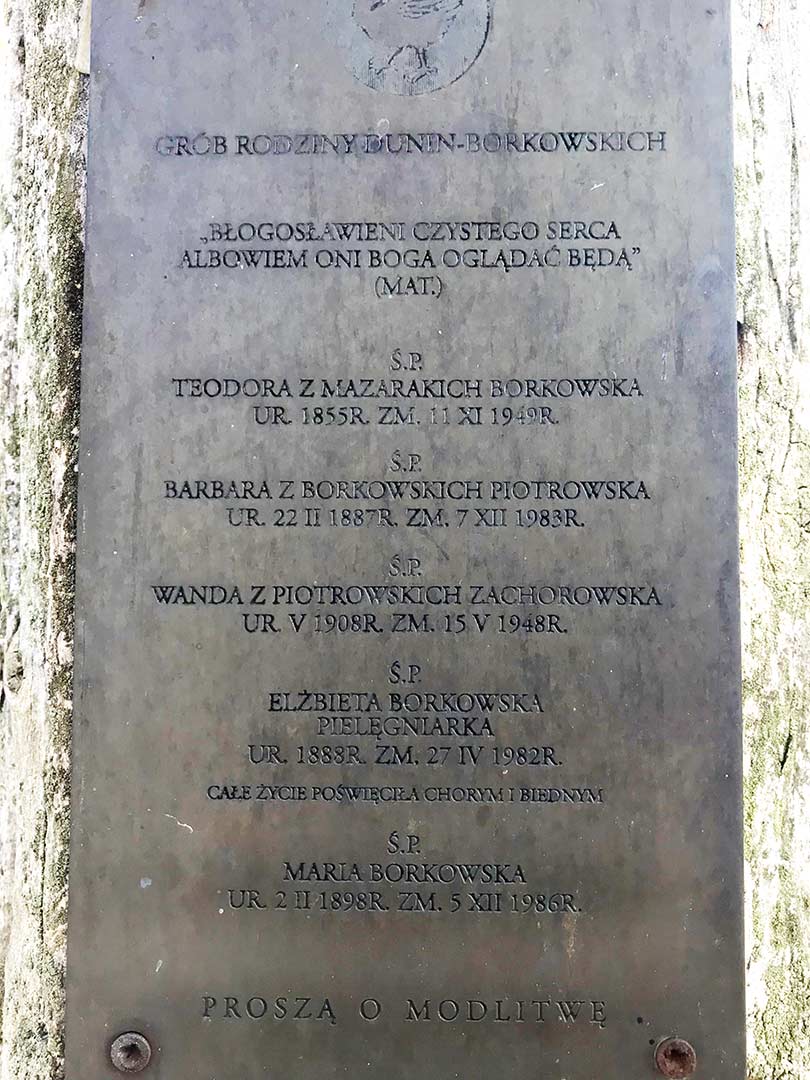 GRÓB RODZINY DUNIN-BORKOWSKICH
„BŁOGOSŁAWIENI CZYSTEGO SERCA
ALBOWIEM ONI BOGA OGLĄDAĆ BĘDĄ”
(MAT.)
Ś.P.
TEODORA Z MAZARAKICH BORKOWSKA
UR. 1855R. ZM. 11 XI 1949R.
Ś.P.
BARBARA Z BORKOWSKICH PIOTROWSKA
UR. 22 II 1887R. ZM. 7 XII 1983R.
Ś.P.
WANDA Z PIOTROWSKICH ZACHOROWSKA
UR. V 1908R. ZM. 15 V 1948R.
Ś.P.
ELŻBIETA BORKOWSKA
PIELĘGNIARKA
UR. 1888R. ZM. 27 IV 1982R.
CAŁE ŻYCIE POŚWIĘCIŁA CHORYM I BIEDNYM
Ś.P.
MARIA BORKOWSKA
UR. 2 II 1898R. ZM. 5 XII 1986R.
PROSZĄ O MODLITWĘ